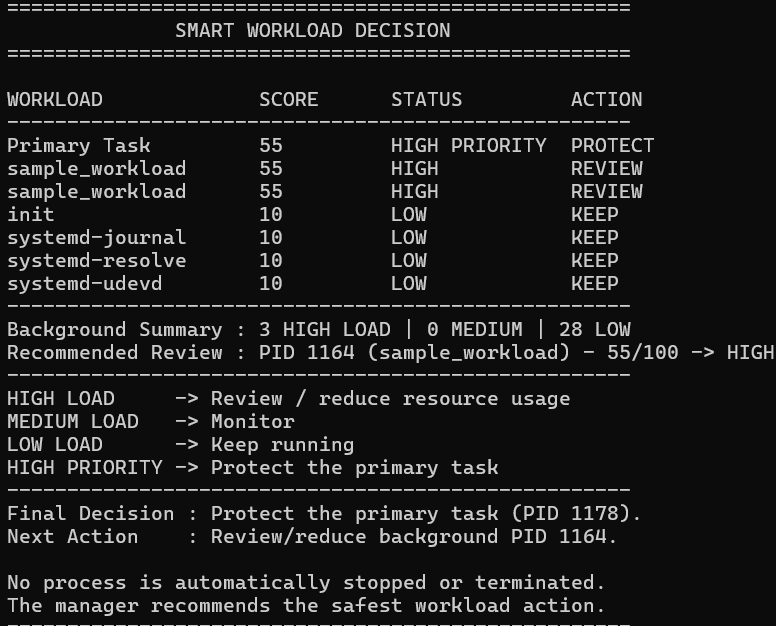 ====================================================
SMART WORKLOAD DECISION
====================================================
WORKLOAD SCORE STATUS ACTION
----------------------------------------------------
Primary Task 55 HIGH PRIORITY PROTECT
sample_workload 55 HIGH REVIEW
sample_workload 55 HIGH REVIEW
init 10 LOW KEEP
systemd-journal 10 LOW KEEP
systemd-resolve 10 LOW KEEP
systemd-udevd 10 LOW KEEP
----------------------------------------------------
Background Summary : 3 HIGH LOAD | 0 MEDIUM | 28 LOW
Recommended Review : PID 1164 (sample_workload) - 55/100 -> HIGH
----------------------------------------------------
HIGH LOAD -> Review / reduce resource usage
MEDIUM LOAD -> Monitor
LOW LOAD -> Keep running
HIGH PRIORITY -> Protect the primary task
----------------------------------------------------
Final Decision : Protect the primary task (PID 1178).
Next Action : Review/reduce background PID 1164.
No process is automatically stopped or terminated.
The manager recommends the safest workload action.
====================================================